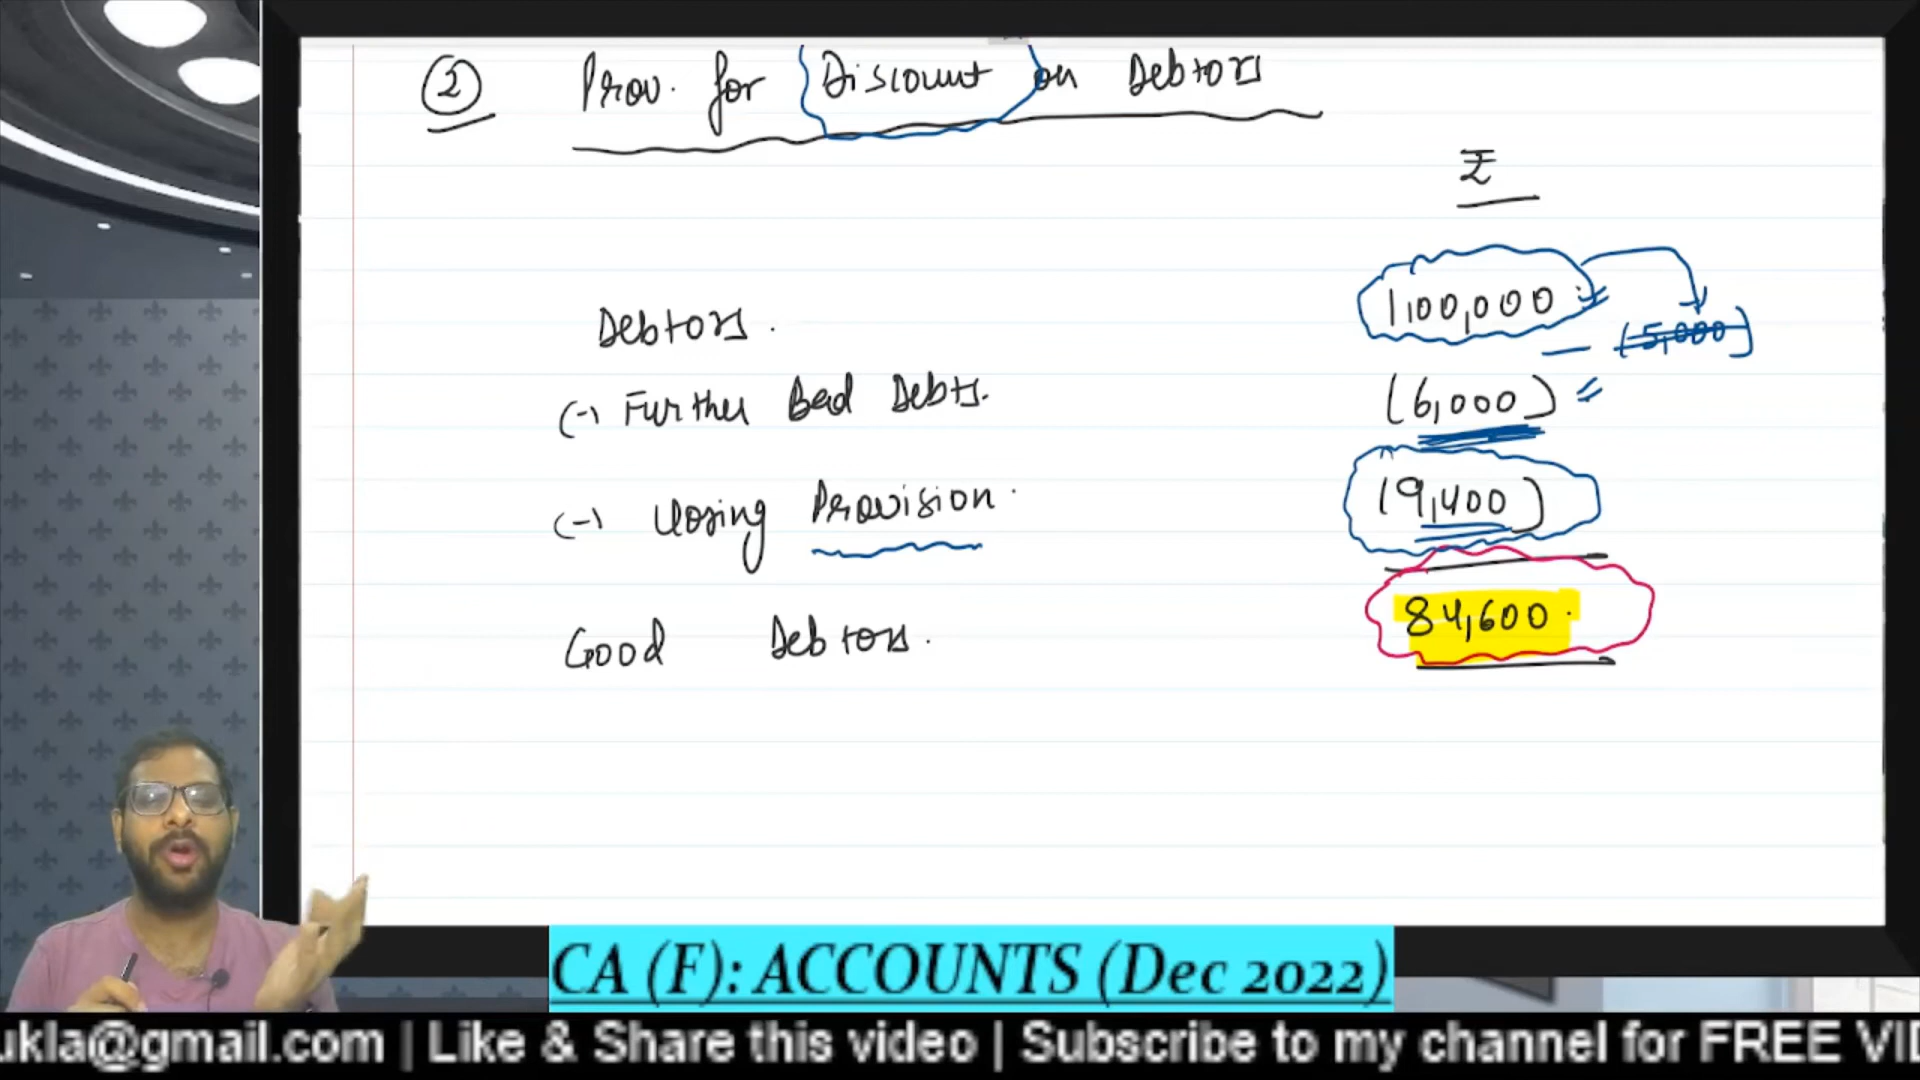 ② Prov. for Discount on Debtors
₹
Debtors. 1,00,000
(5,000)
(-) Further Bad Debts. (6,000)
(-) Closing Provision. (9,400)
Good Debtors. 84,600
CA (F): ACCOUNTS (Dec 2022)
ukla@gmail.com | Like & Share this video | Subscribe to my channel for FREE VID